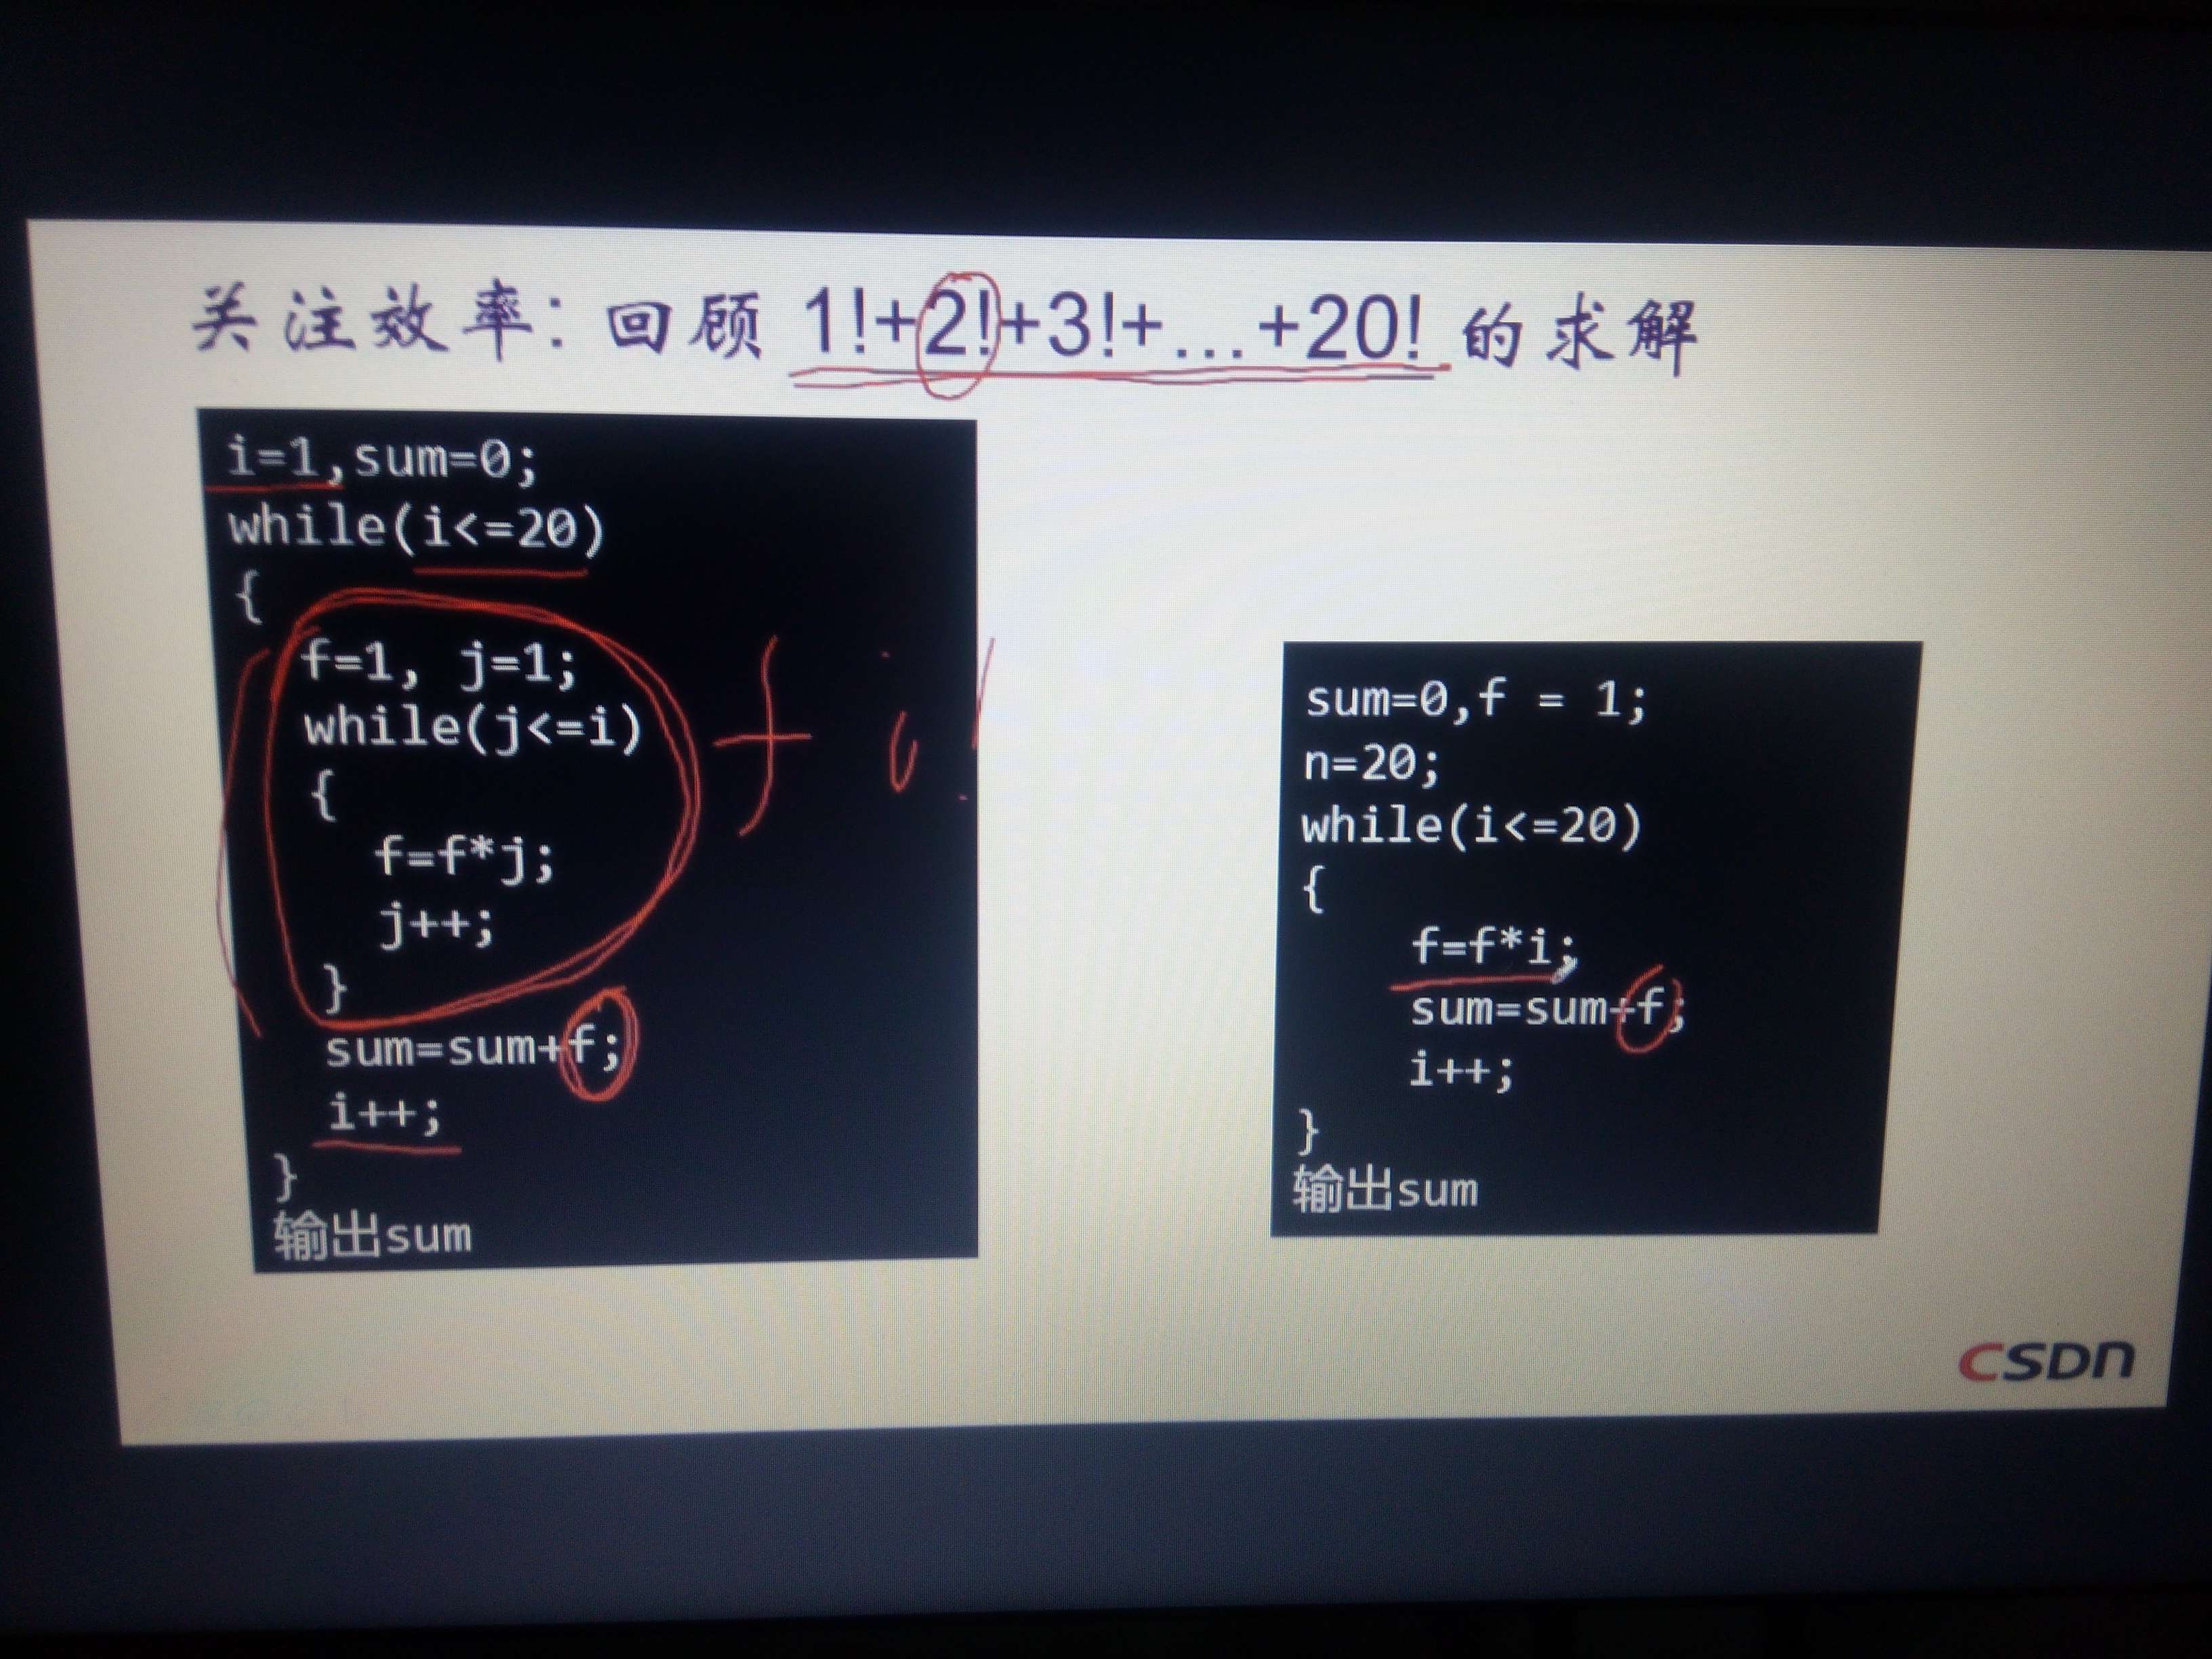 关注效率:回顾 1!+2!+3!+...+20! 的求解
i=1,sum=0;
while(i<=20)
{
f=1, j=1;
while(j<=i)
{
f=f*j;
j++;
}
sum=sum+f;
i++;
}
输出sum
f i!
sum=0,f = 1;
n=20;
while(i<=20)
{
f=f*i;
sum=sum+f;
i++;
}
输出sum
CSDN